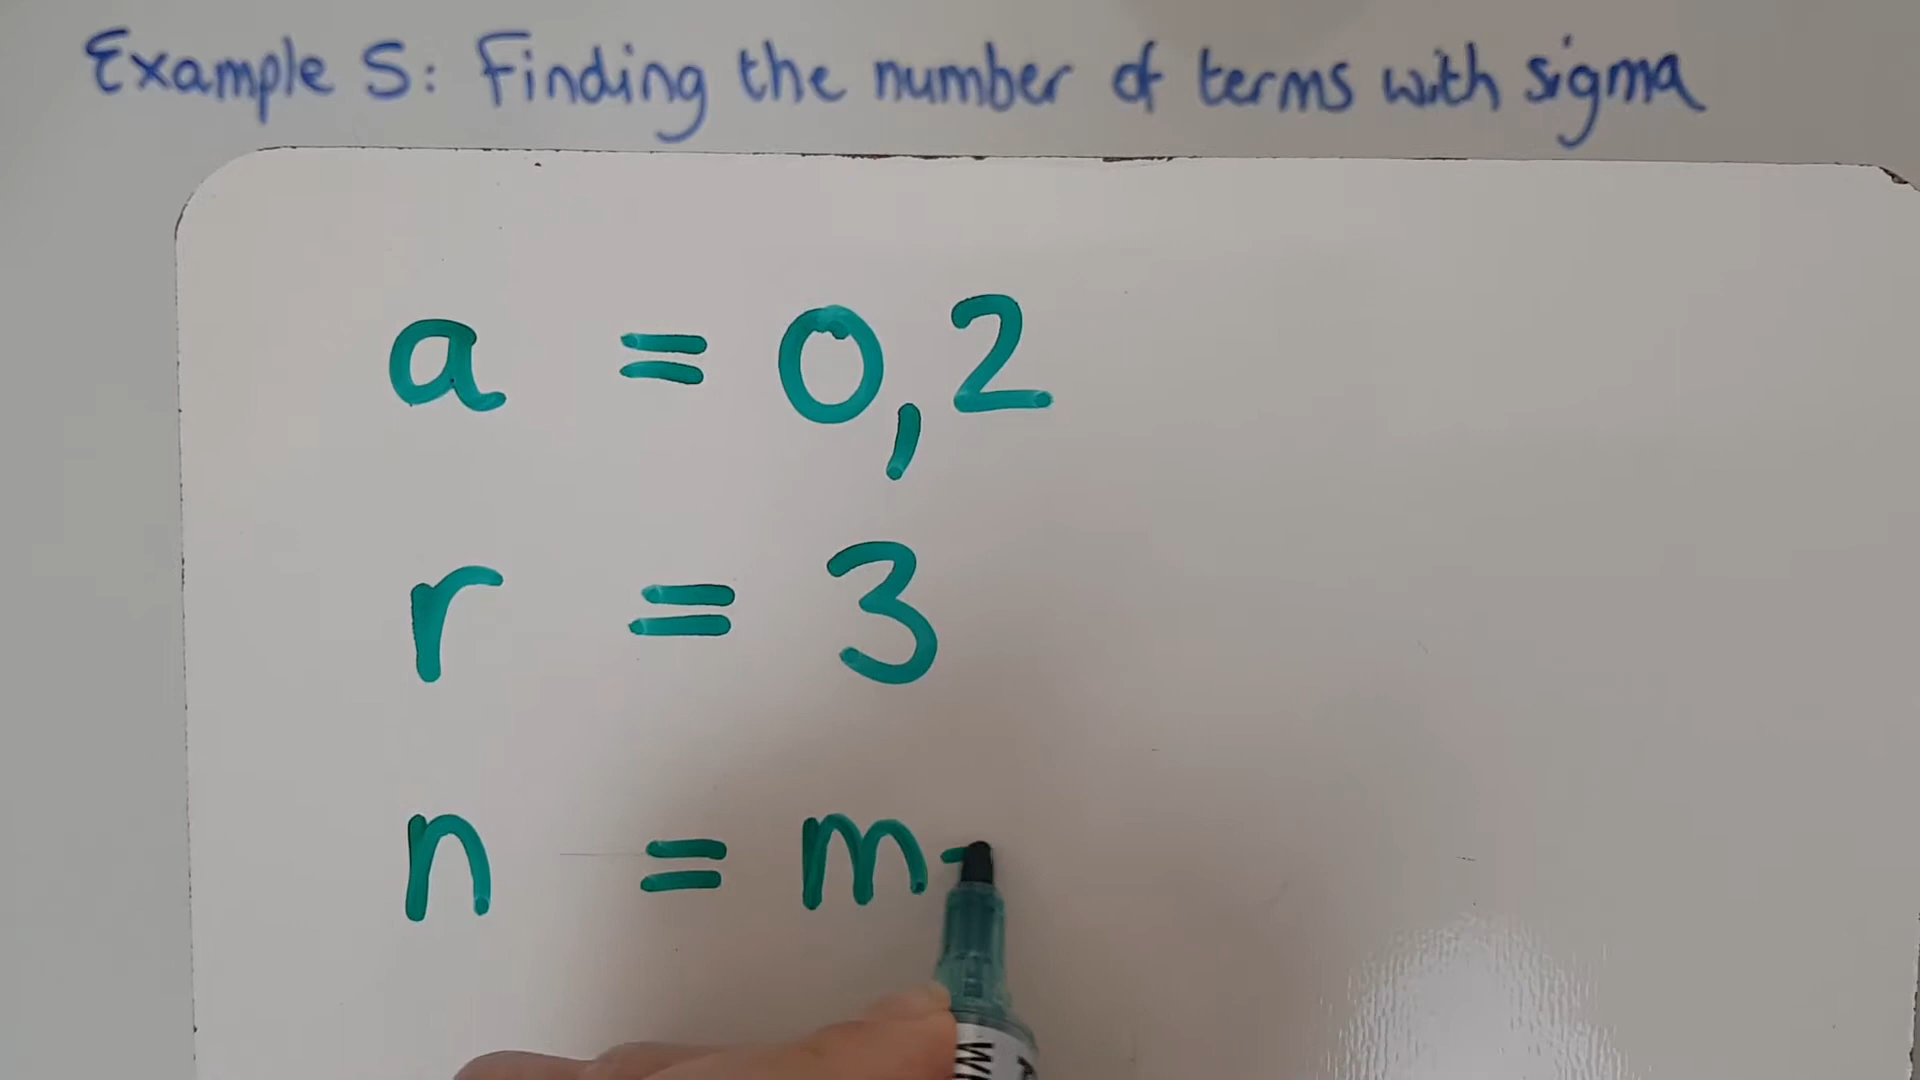 Example 5: Finding the number of terms with sigma
a = 0,2
r = 3
n = m-